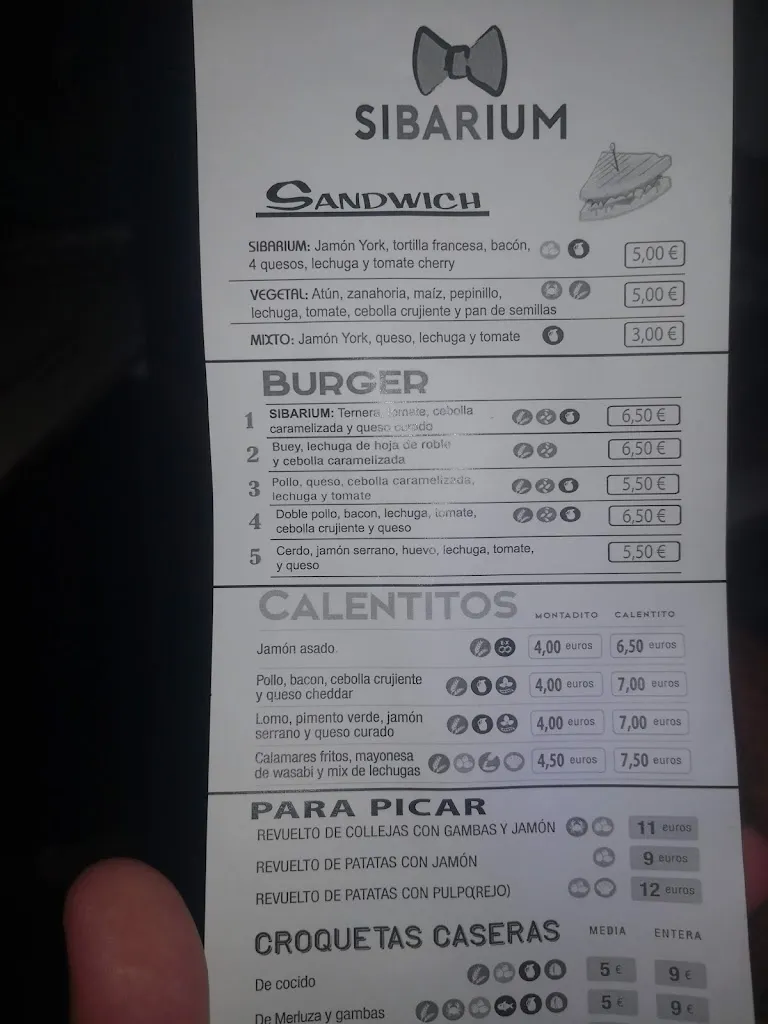 SIBARIUM
SANDWICH
SIBARIUM: Jamón York, tortilla francesa, bacón, 5,00 €
4 quesos, lechuga y tomate cherry
VEGETAL: Atún, zanahoria, maíz, pepinillo, 5,00 €
lechuga, tomate, cebolla crujiente y pan de semillas
MIXTO: Jamón York, queso, lechuga y tomate 3,00 €
BURGER
1 SIBARIUM: Ternera, tomate, cebolla 6,50 €
caramelizada y queso curado
2 Buey, lechuga de hoja de roble 6,50 €
y cebolla caramelizada
3 Pollo, queso, cebolla caramelizada, 5,50 €
lechuga y tomate
4 Doble pollo, bacon, lechuga, tomate, 6,50 €
cebolla crujiente y queso
5 Cerdo, jamón serrano, huevo, lechuga, tomate, 5,50 €
y queso
CALENTITOS MONTADITO CALENTITO
Jamón asado. 4,00 euros 6,50 euros
Pollo, bacon, cebolla crujiente 4,00 euros 7,00 euros
y queso cheddar
Lomo, pimento verde, jamón 4,00 euros 7,00 euros
serrano y queso curado
Calamares fritos, mayonesa 4,50 euros 7,50 euros
de wasabi y mix de lechugas
PARA PICAR
REVUELTO DE COLLEJAS CON GAMBAS Y JAMÓN 11 euros
REVUELTO DE PATATAS CON JAMÓN 9 euros
REVUELTO DE PATATAS CON PULPO(REJO) 12 euros
CROQUETAS CASERAS MEDIA ENTERA
De cocido 5 € 9 €
De Merluza y gambas 5 € 9 €